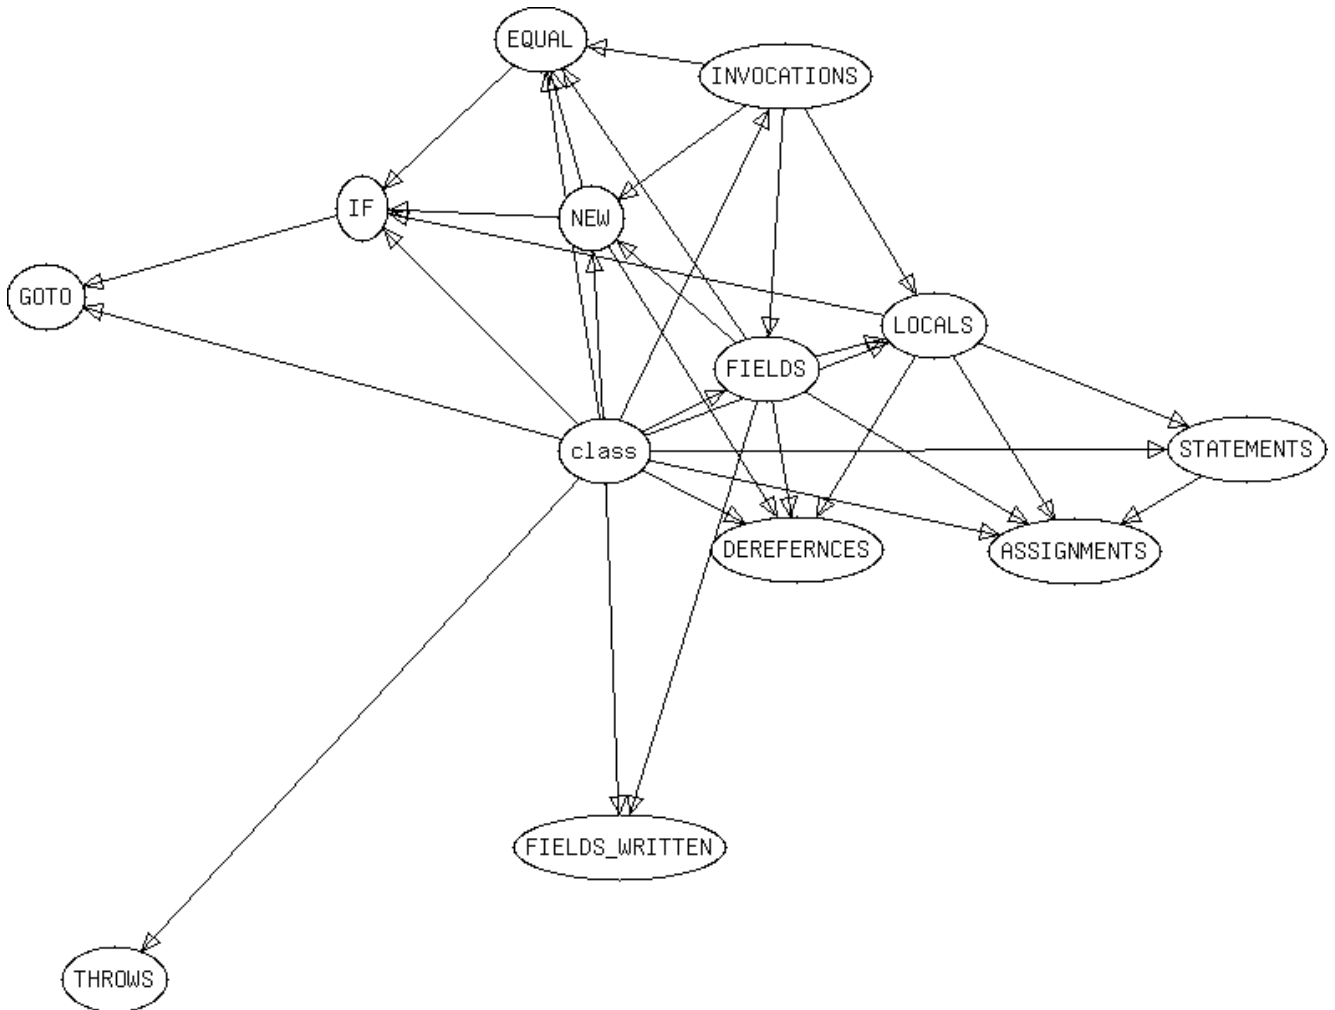 EQUAL
INVOCATIONS
IF
NEW
GOTO
LOCALS
FIELDS
class
STATEMENTS
DEREFERNCES
ASSIGNMENTS
FIELDS_WRITTEN
THROWS